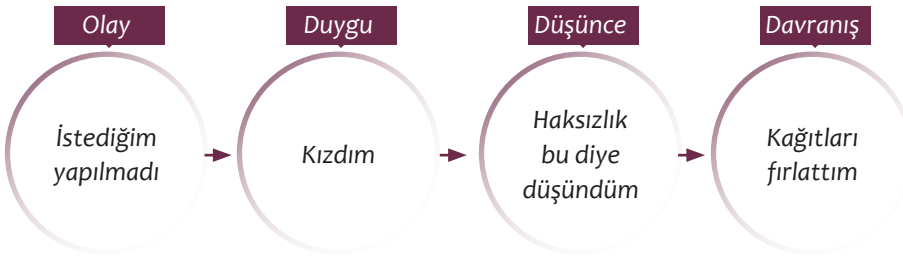 Olay
Duygu
Düşünce
Davranış
İstediğim
yapılmadı
Kızdım
Haksızlık
bu diye
düşündüm
Kağıtları
fırlattım